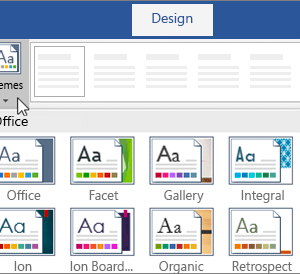 Design
Aa
emes
Office
Aa Aa Aa Aa
Office Facet Gallery Integral
Aa Aa Aa Aa
Ion Ion Board... Organic Retrospect